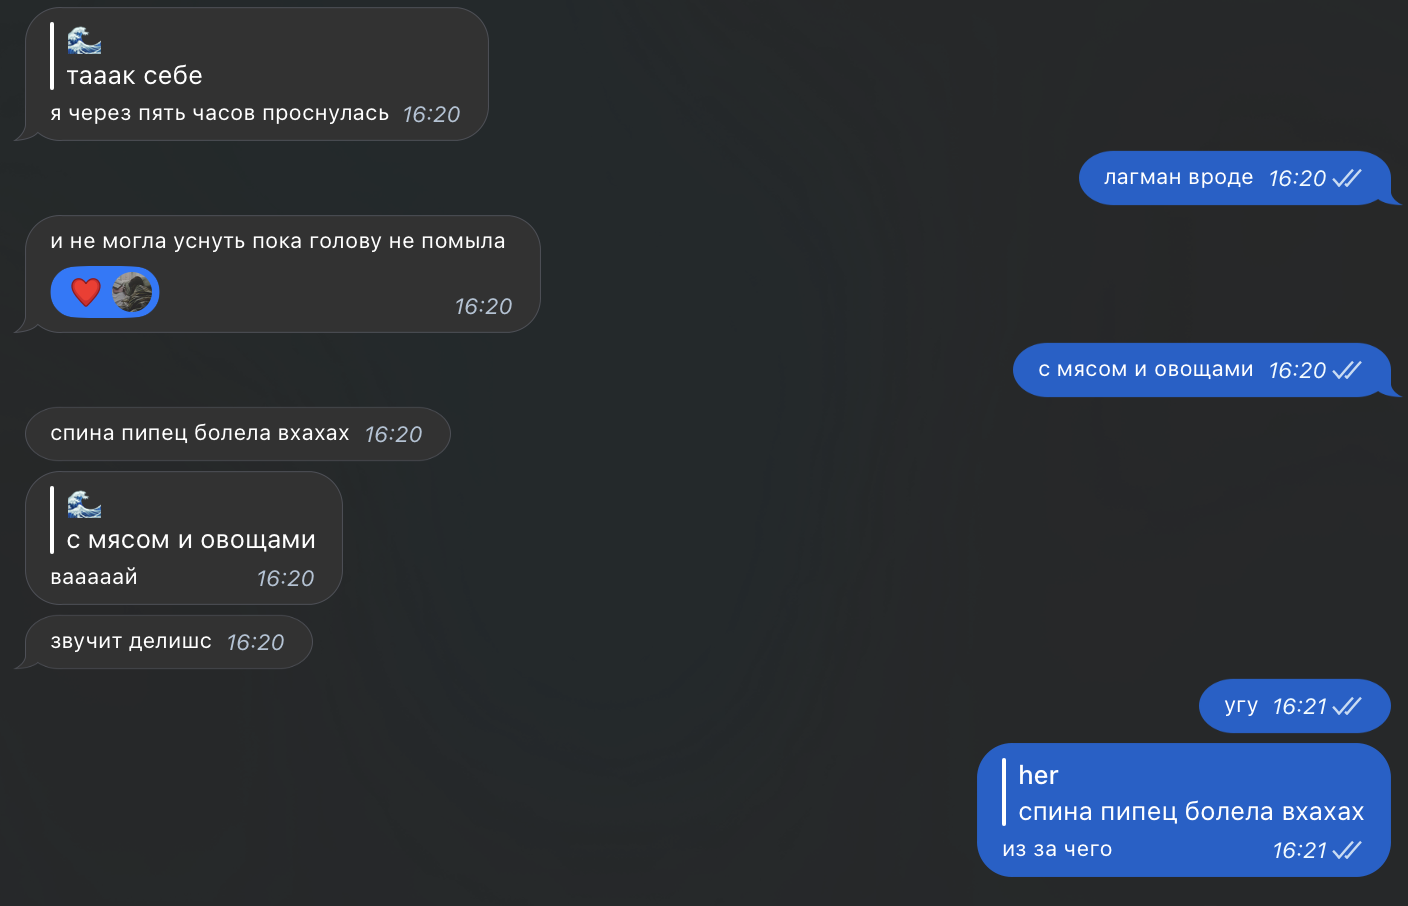 🌊
тааак себе
я через пять часов проснулась 16:20
лагман вроде 16:20
и не могла уснуть пока голову не помыла
❤️
16:20
с мясом и овощами 16:20
спина пипец болела вхахах 16:20
🌊
с мясом и овощами
вааааай 16:20
звучит делишс 16:20
угу 16:21
her
спина пипец болела вхахах
из за чего 16:21